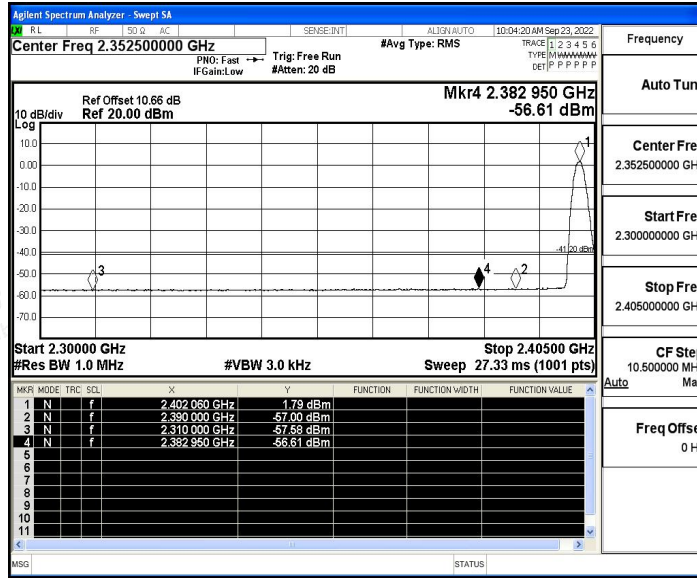 Agilent Spectrum Analyzer - Swept SA
LXI RL RF 50 Ω AC SENSE:INT ALIGN AUTO 10:04:20 AM Sep 23, 2022
Center Freq 2.352500000 GHz
PNO: Fast
IFGain:Low
Trig: Free Run
#Atten: 20 dB
#Avg Type: RMS
TRACE 1 2 3 4 5 6
TYPE M W W W W W
DET P P P P P P
Ref Offset 10.66 dB
10 dB/div Ref 20.00 dBm
Log
Mkr4 2.382 950 GHz
-56.61 dBm
10.0
0.00
-10.0
-20.0
-30.0
-40.0
-50.0
-60.0
-70.0
1
-41.20 dBm
3
4
2
Start 2.30000 GHz Stop 2.40500 GHz
#Res BW 1.0 MHz #VBW 3.0 kHz Sweep 27.33 ms (1001 pts)
MKR MODE TRC SCL X Y FUNCTION FUNCTION WIDTH FUNCTION VALUE
1 N f 2.402 060 GHz 1.79 dBm
2 N f 2.390 000 GHz -57.00 dBm
3 N f 2.310 000 GHz -57.58 dBm
4 N f 2.382 950 GHz -56.61 dBm
5
6
7
8
9
10
11
MSG STATUS
Frequency
Auto Tun
Center Fre
2.352500000 GH
Start Fre
2.300000000 GH
Stop Fre
2.405000000 GH
CF Ste
10.500000 MH
Auto Ma
Freq Offse
0 H